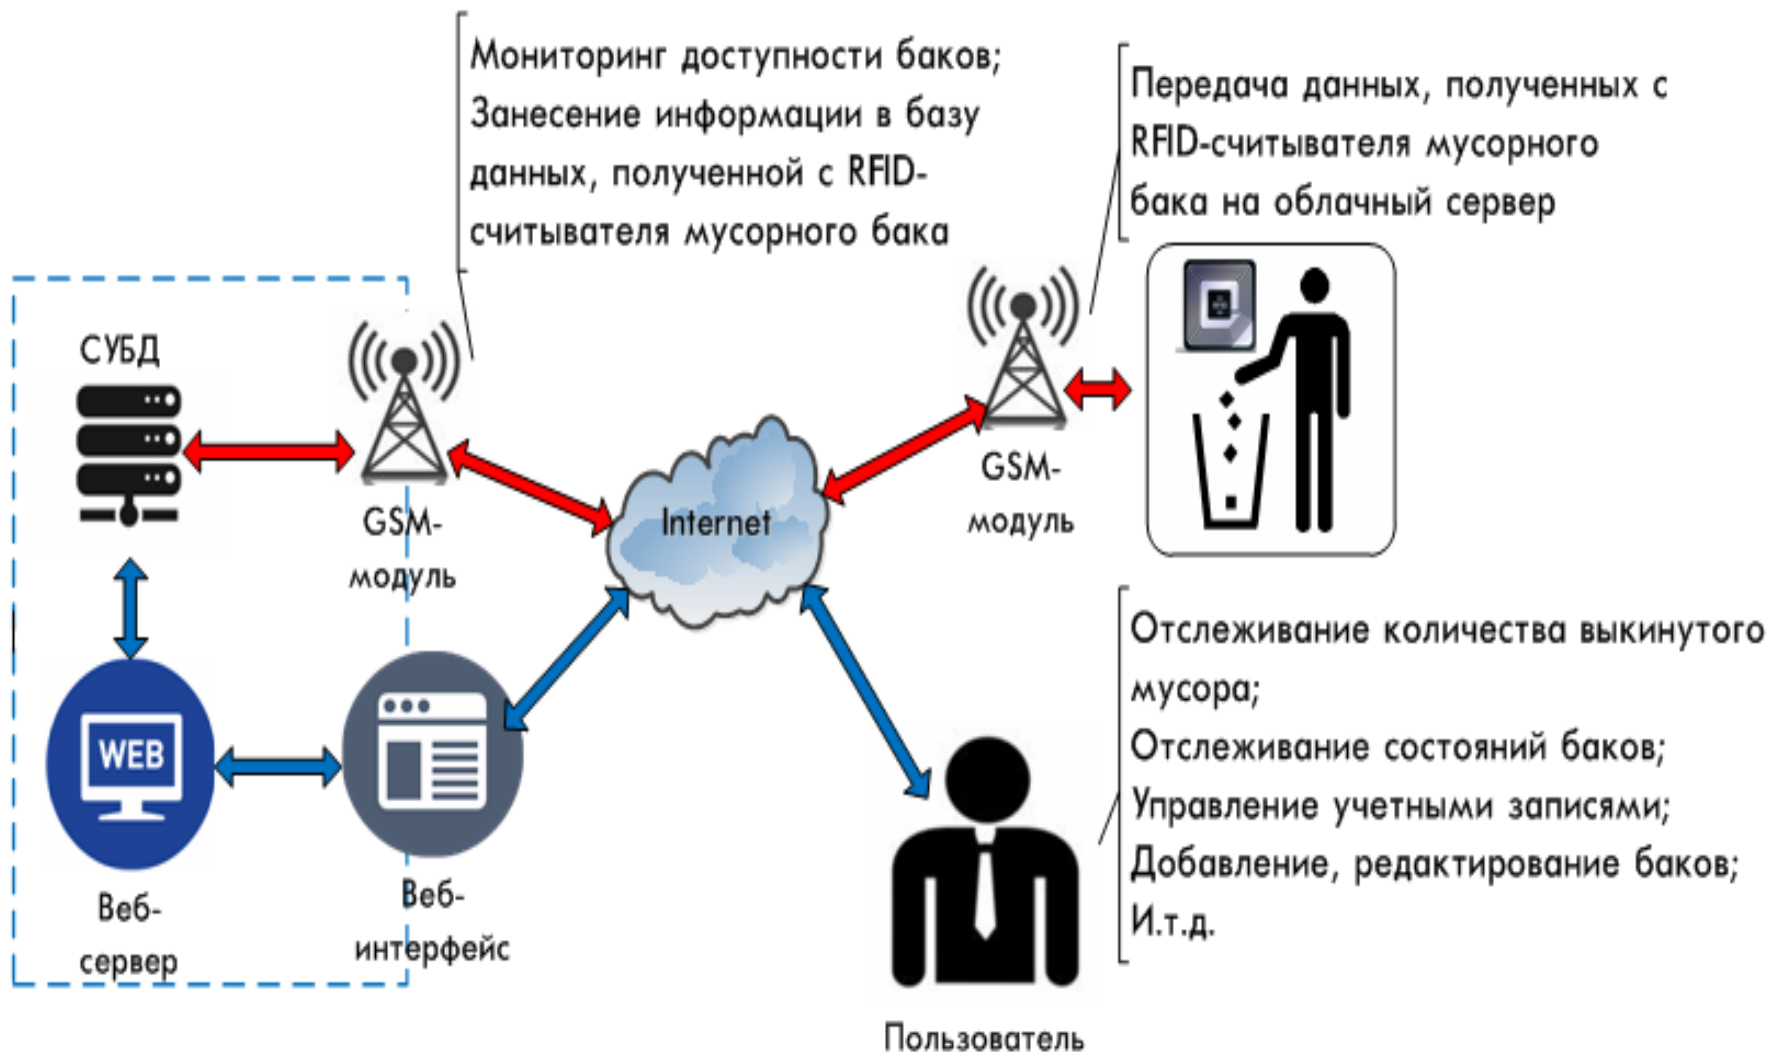 Мониторинг доступности баков;
Занесение информации в базу
данных, полученной с RFID-
считывателя мусорного бака
Передача данных, полученных с
RFID-считывателя мусорного
бака на облачный сервер
СУБД
GSM-
модуль
Internet
GSM-
модуль
WEB
Веб-
сервер
Веб-
интерфейс
Отслеживание количества выкинутого
мусора;
Отслеживание состояний баков;
Управление учетными записями;
Добавление, редактирование баков;
И.т.д.
Пользователь